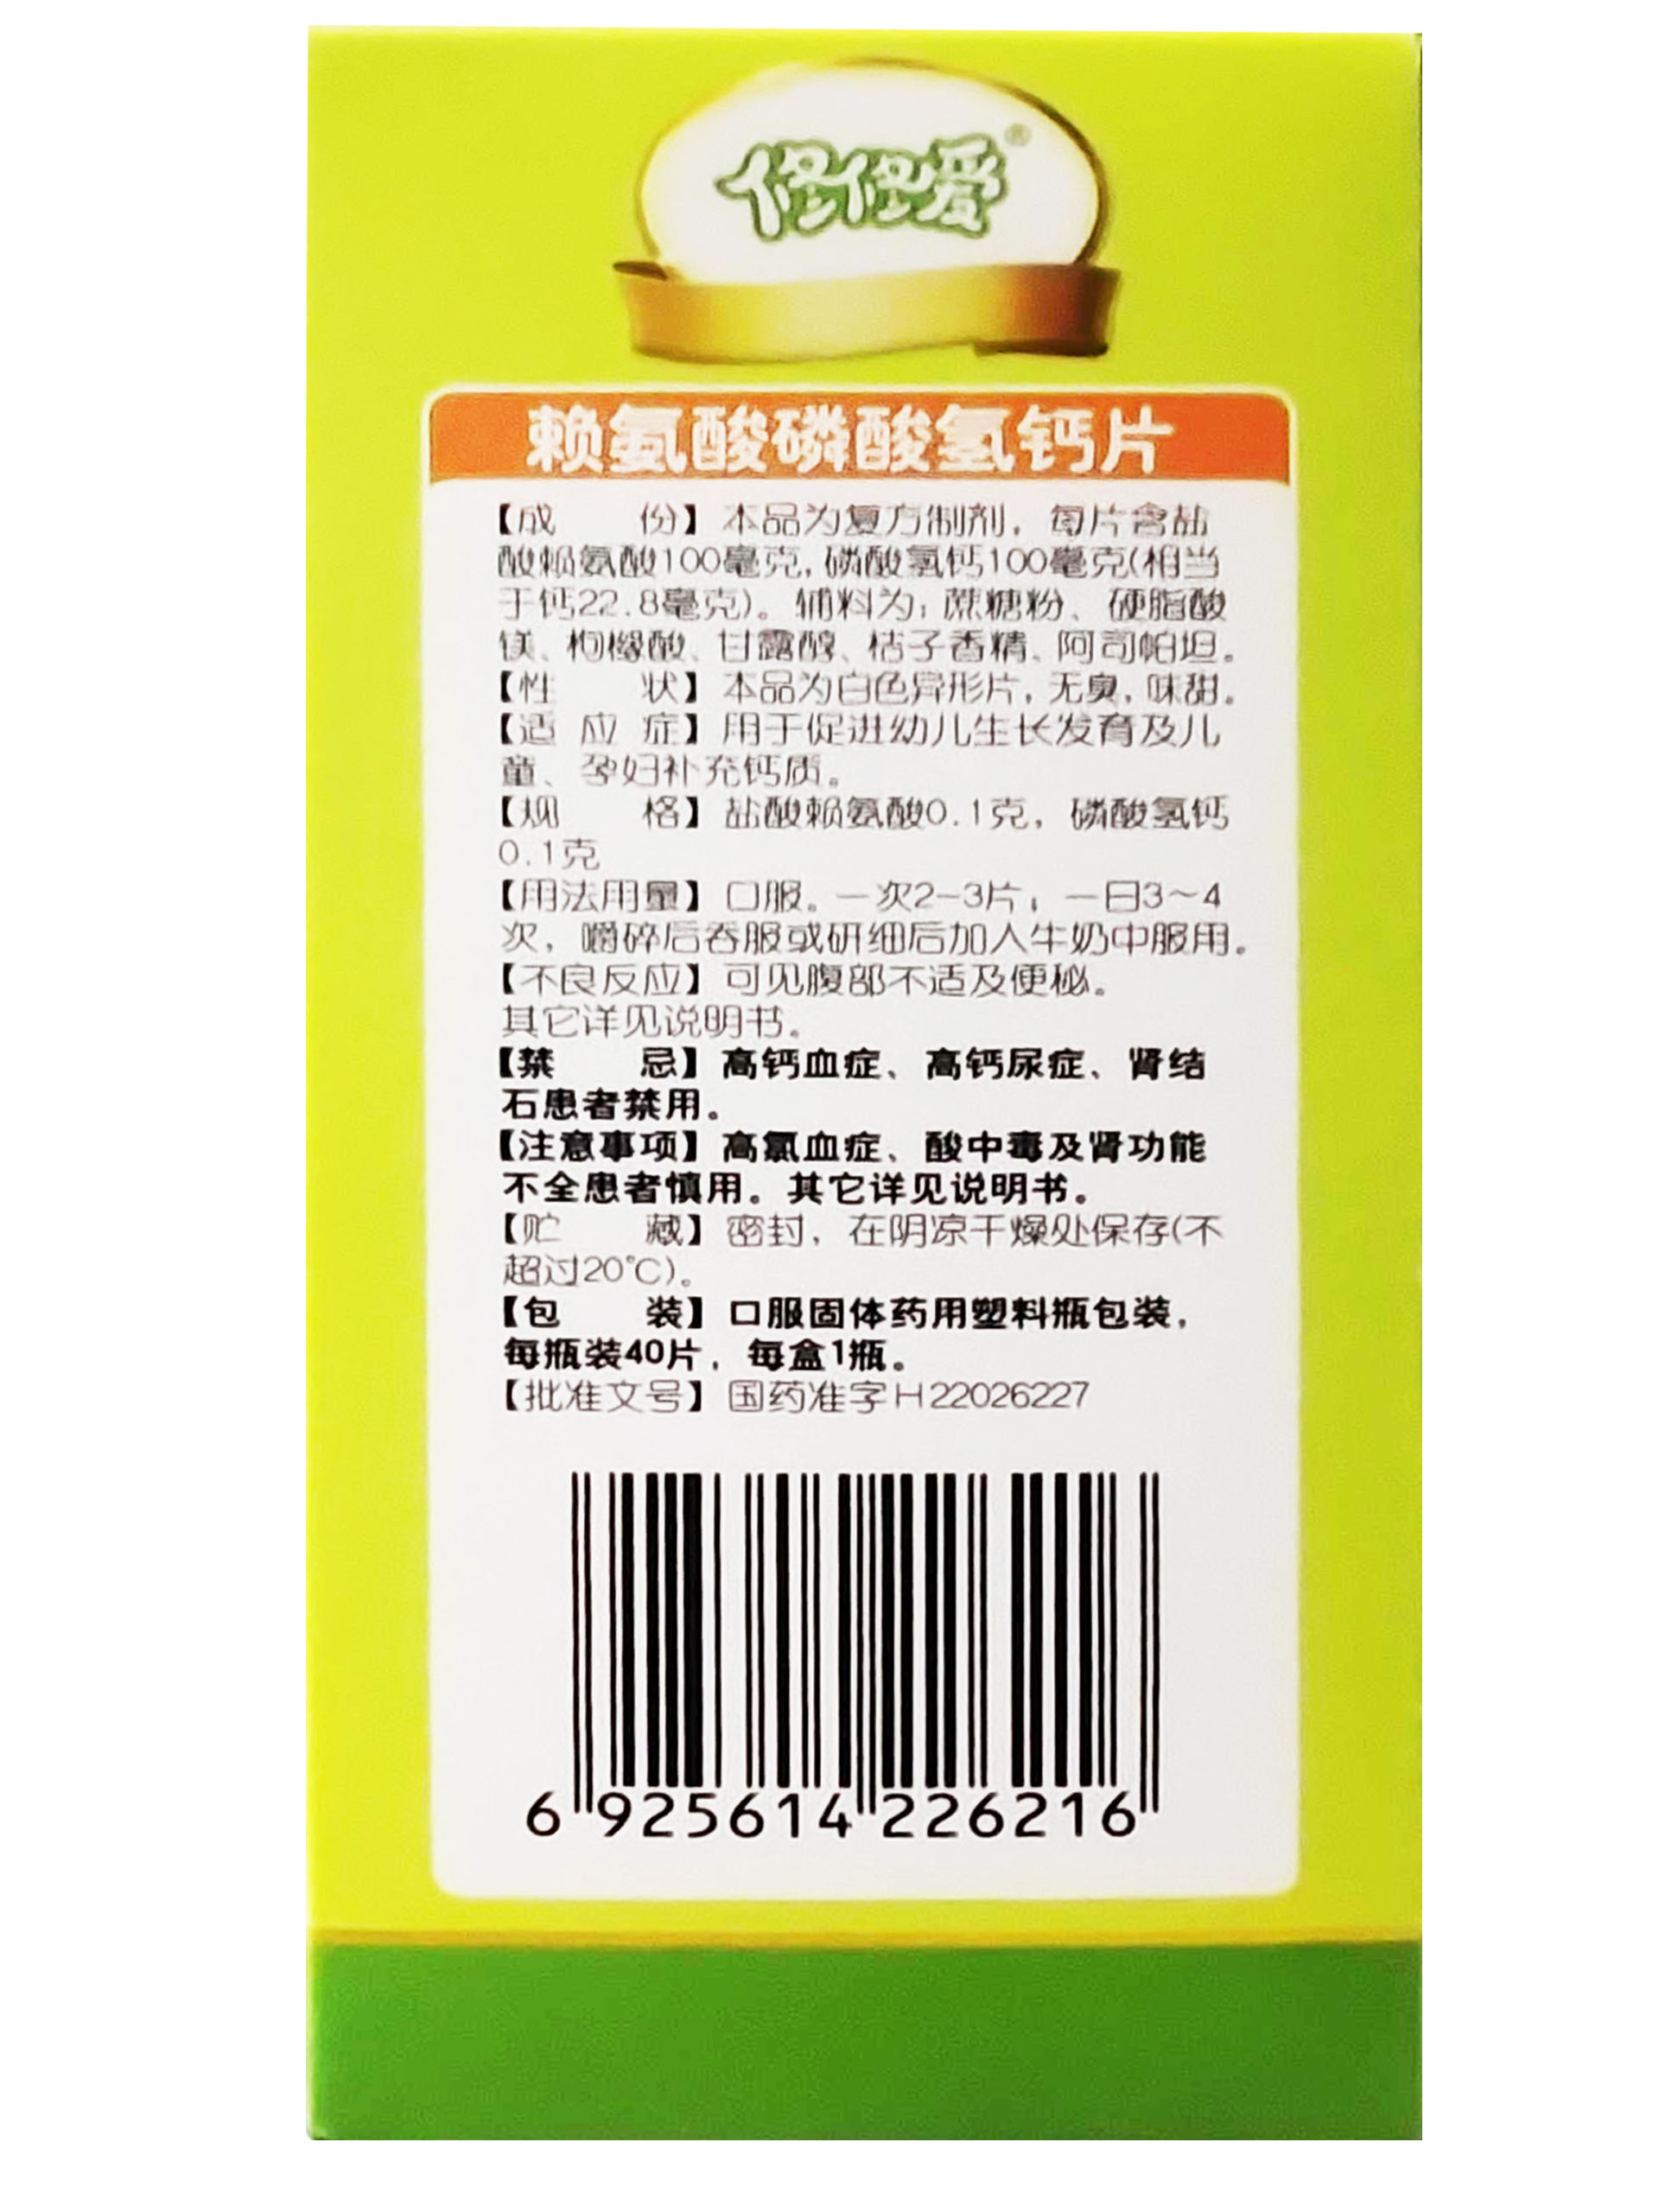 修修爱®
赖氨酸磷酸氢钙片
【成 份】本品为复方制剂，每片含盐
酸赖氨酸100毫克，磷酸氢钙100毫克(相当
于钙22.8毫克)。辅料为：蔗糖粉、硬脂酸
镁、枸橼酸、甘露醇、桔子香精、阿司帕坦。
【性 状】本品为白色异形片，无臭，味甜。
【适 应 症】用于促进幼儿生长发育及儿
童、孕妇补充钙质。
【规 格】盐酸赖氨酸0.1克，磷酸氢钙
0.1克
【用法用量】口服。一次2-3片，一日3～4
次，嚼碎后吞服或研细后加入牛奶中服用。
【不良反应】可见腹部不适及便秘。
其它详见说明书。
【禁 忌】高钙血症、高钙尿症、肾结
石患者禁用。
【注意事项】高氯血症、酸中毒及肾功能
不全患者慎用。其它详见说明书。
【贮 藏】密封，在阴凉干燥处保存(不
超过20℃)。
【包 装】口服固体药用塑料瓶包装，
每瓶装40片，每盒1瓶。
【批准文号】国药准字H22026227
6 925614 226216